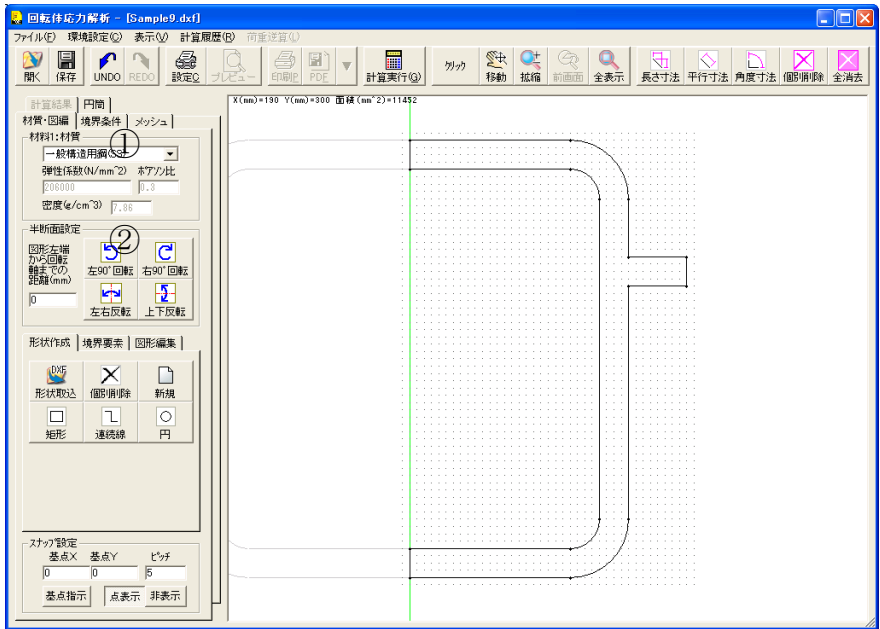 回転体応力解析 - [Sample9.dxf]
ファイル(F) 環境設定(C) 表示(V) 計算履歴(R) 荷重逆算(L)
開く 保存 UNDO REDO 設定Q プレビュー 印刷P PDF 計算実行(G) クリック 移動 拡縮 前画面 全表示 長さ寸法 平行寸法 角度寸法 個別削除 全消去
計算結果 円筒
X(mm)=190 Y(mm)=300 面積(mm^2)=11452
材質・図編 境界条件 メッシュ
材料1:材質
①
一般構造用鋼(SS-
弾性係数(N/mm^2) ポアソン比
206000 0.3
密度(g/cm^3) 7.86
半断面設定
②
図形左端
から回転
軸までの
距離(mm)
0
左90°回転 右90°回転
左右反転 上下反転
形状作成 境界要素 図形編集
DXF
形状取込 個別削除 新規
矩形 連続線 円
スナップ設定
基点X 基点Y ピッチ
0 0 5
基点指示 点表示 非表示